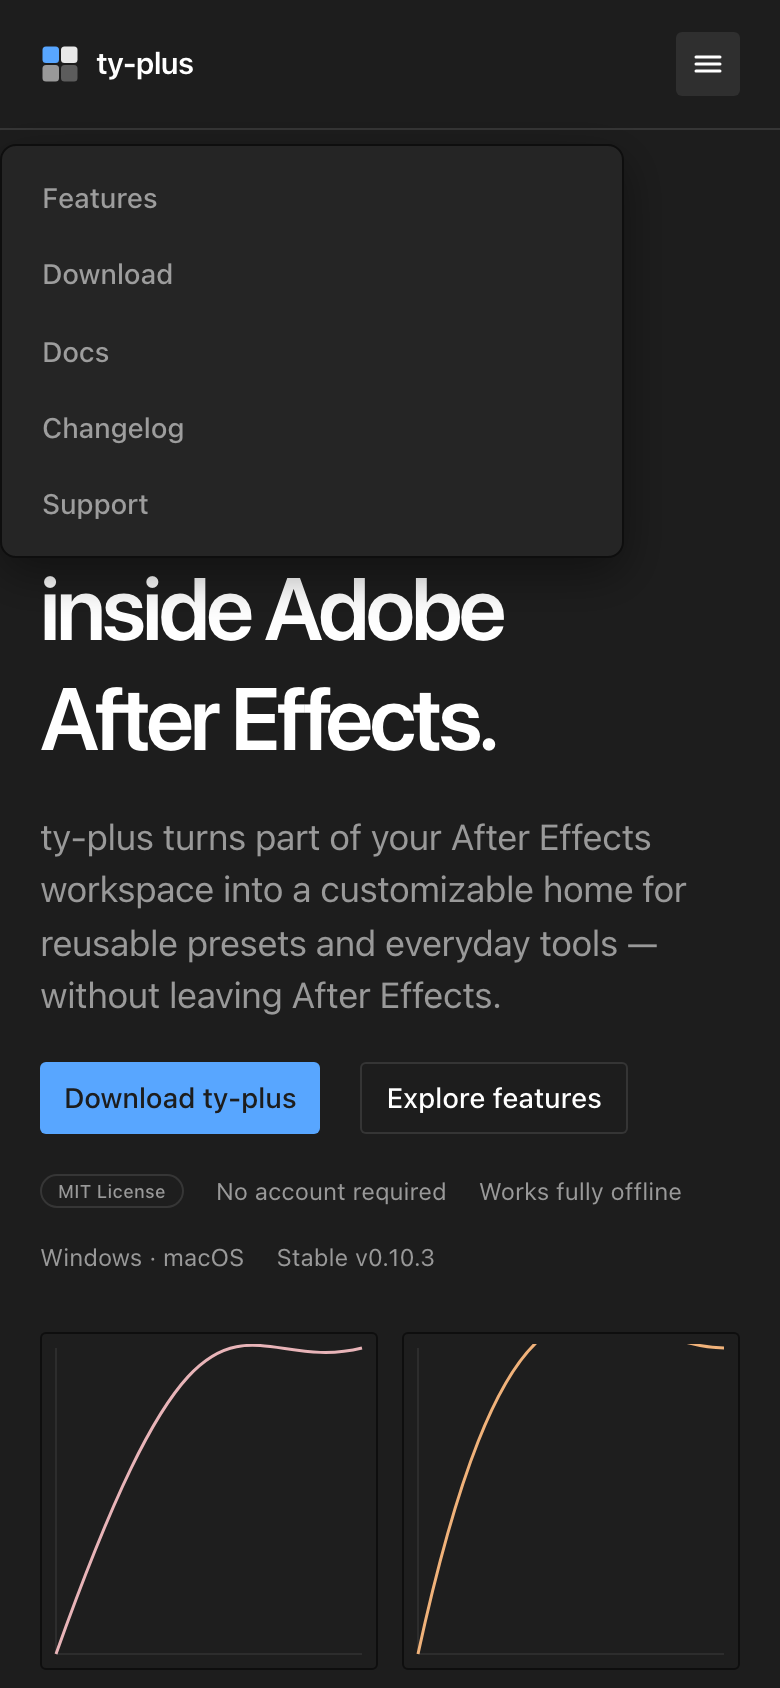 ty-plus
Features
Download
Docs
Changelog
Support
inside Adobe
After Effects.
ty-plus turns part of your After Effects
workspace into a customizable home for
reusable presets and everyday tools —
without leaving After Effects.
Download ty-plus
Explore features
MIT License
No account required
Works fully offline
Windows · macOS
Stable v0.10.3